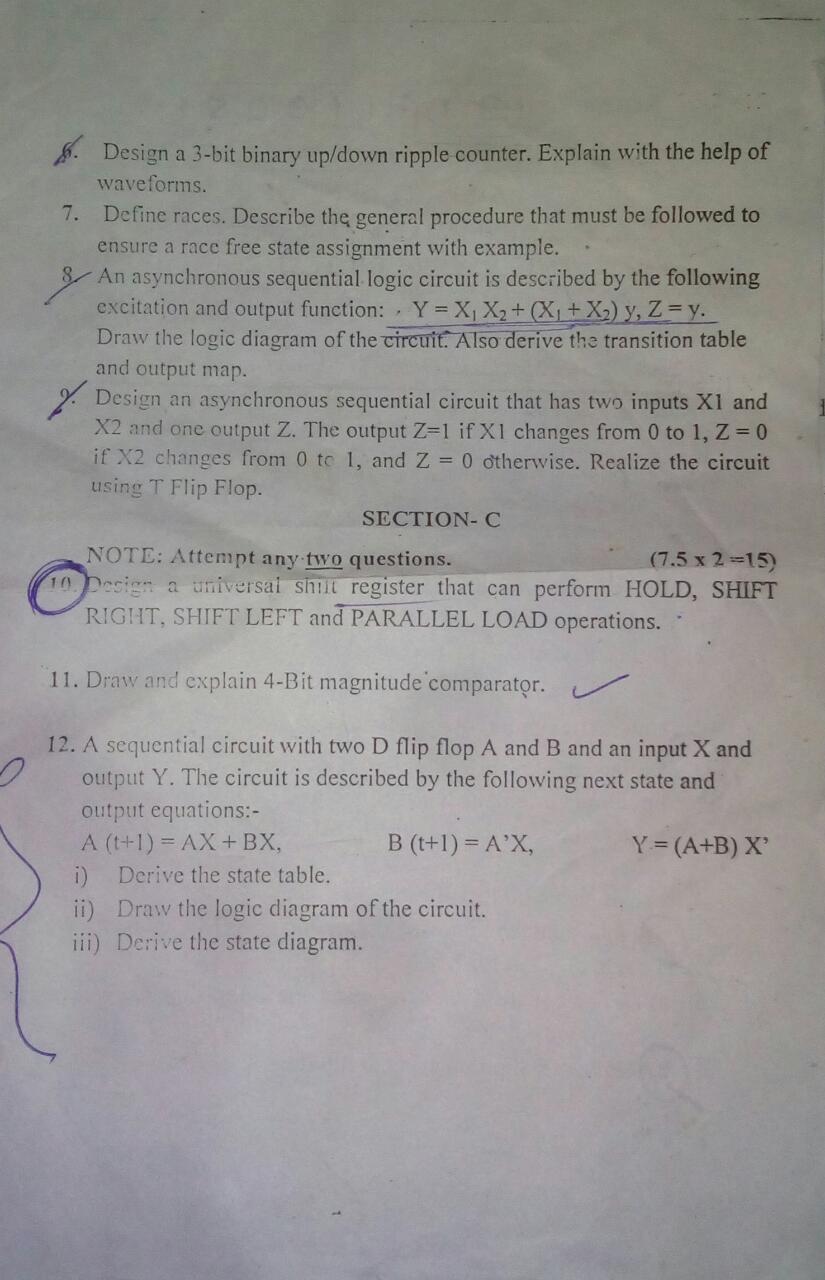 6. Design a 3-bit binary up/down ripple counter. Explain with the help of
waveforms.
7. Define races. Describe the general procedure that must be followed to
ensure a race free state assignment with example.
8. An asynchronous sequential logic circuit is described by the following
excitation and output function: Y = X₁ X₂ + (X₁ + X₂) y, Z = y.
Draw the logic diagram of the circuit. Also derive the transition table
and output map.
9. Design an asynchronous sequential circuit that has two inputs X1 and
X2 and one output Z. The output Z=1 if X1 changes from 0 to 1, Z = 0
if X2 changes from 0 to 1, and Z = 0 otherwise. Realize the circuit
using T Flip Flop.
SECTION- C
NOTE: Attempt any two questions. (7.5 x 2 =15)
10. Design a universal shift register that can perform HOLD, SHIFT
RIGHT, SHIFT LEFT and PARALLEL LOAD operations.
11. Draw and explain 4-Bit magnitude comparator.
12. A sequential circuit with two D flip flop A and B and an input X and
output Y. The circuit is described by the following next state and
output equations:-
A (t+1) = AX + BX, B (t+1) = A'X, Y = (A+B) X'
i) Derive the state table.
ii) Draw the logic diagram of the circuit.
iii) Derive the state diagram.